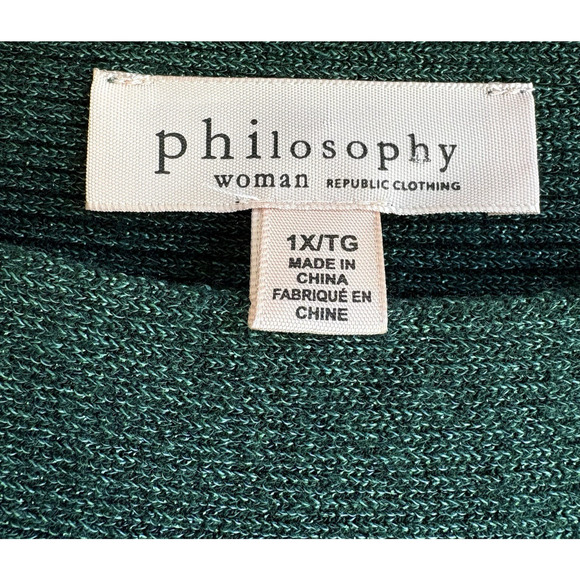 philosophy
woman REPUBLIC CLOTHING
1X/TG
MADE IN
CHINA
FABRIQUÉ EN
CHINE